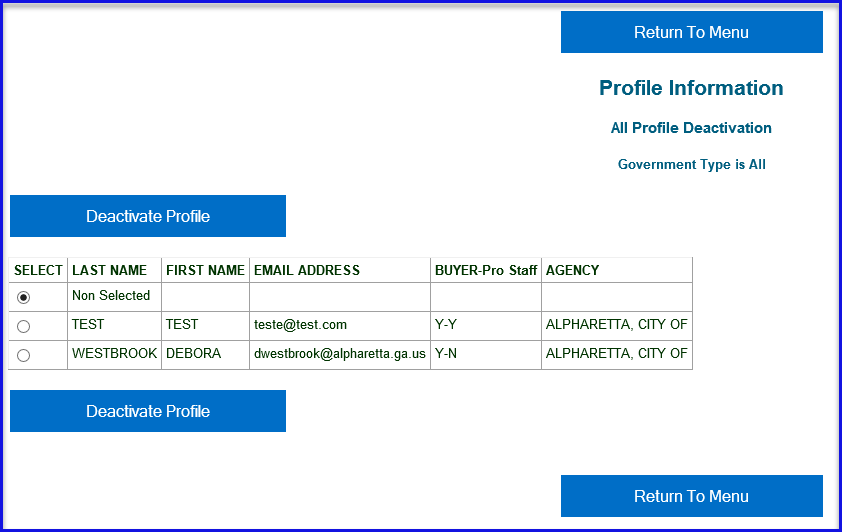 Return To Menu
Profile Information
All Profile Deactivation
Government Type is All
Deactivate Profile
SELECT LAST NAME FIRST NAME EMAIL ADDRESS BUYER-Pro Staff AGENCY
Non Selected
TEST TEST teste@test.com Y-Y ALPHARETTA, CITY OF
WESTBROOK DEBORA dwestbrook@alpharetta.ga.us Y-N ALPHARETTA, CITY OF
Deactivate Profile
Return To Menu